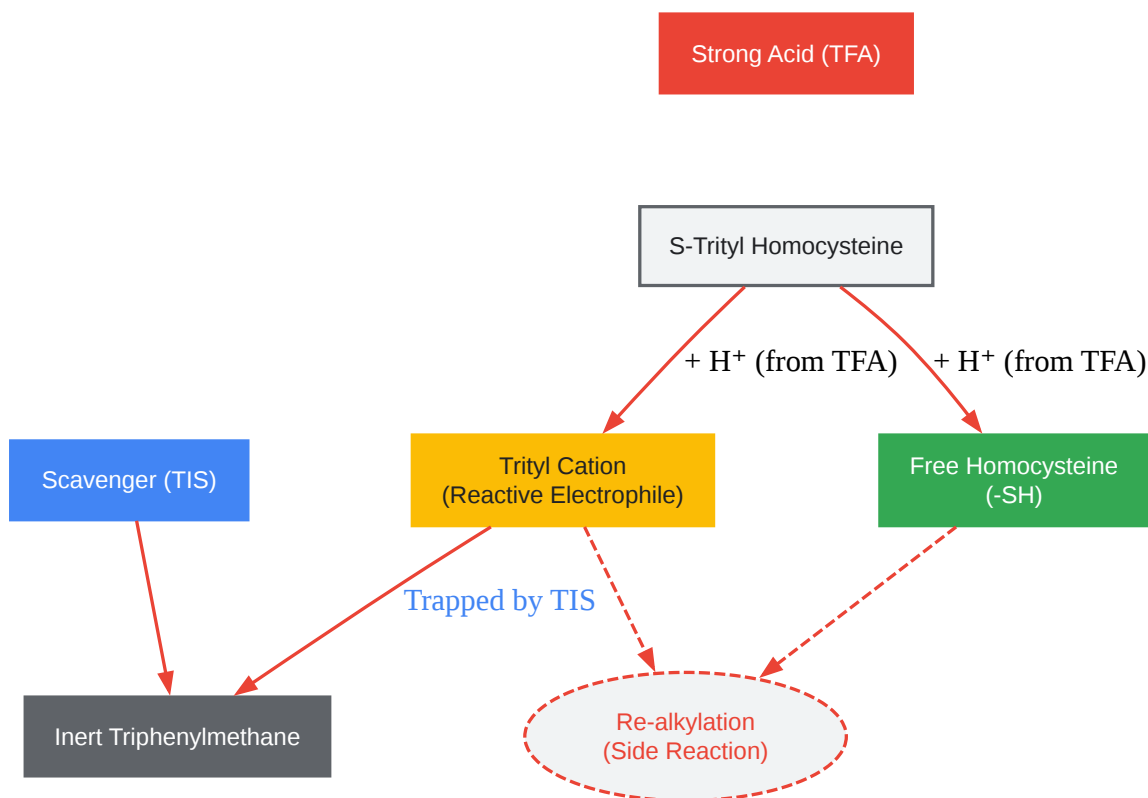 Strong Acid (TFA)
S-Trityl Homocysteine
+ H⁺ (from TFA)
+ H⁺ (from TFA)
Scavenger (TIS)
Trityl Cation
(Reactive Electrophile)
Free Homocysteine
(-SH)
Trapped by TIS
Inert Triphenylmethane
Re-alkylation
(Side Reaction)